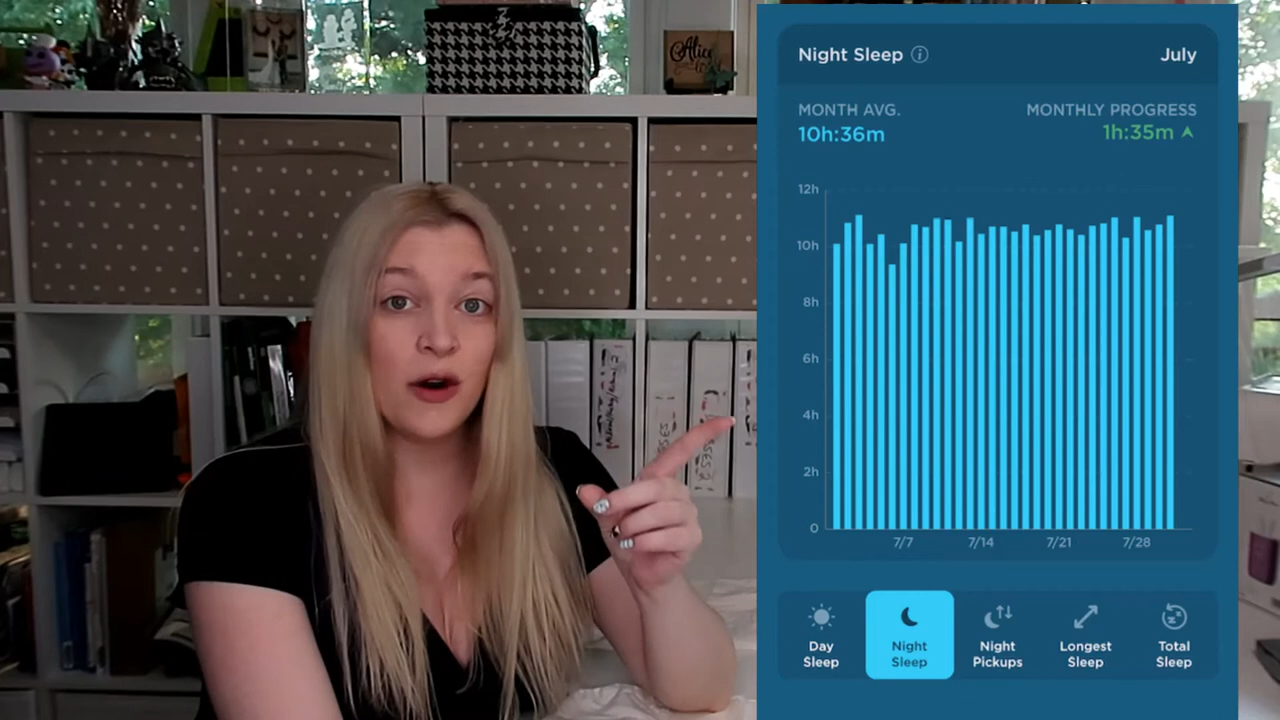 Alice
Night Sleep
July
MONTH AVG.
MONTHLY PROGRESS
10h:36m
1h:35m
12h
10h
8h
6h
4h
2h
0
7/7
7/14
7/21
7/28
Day
Sleep
Night
Sleep
Night
Pickups
Longest
Sleep
Total
Sleep